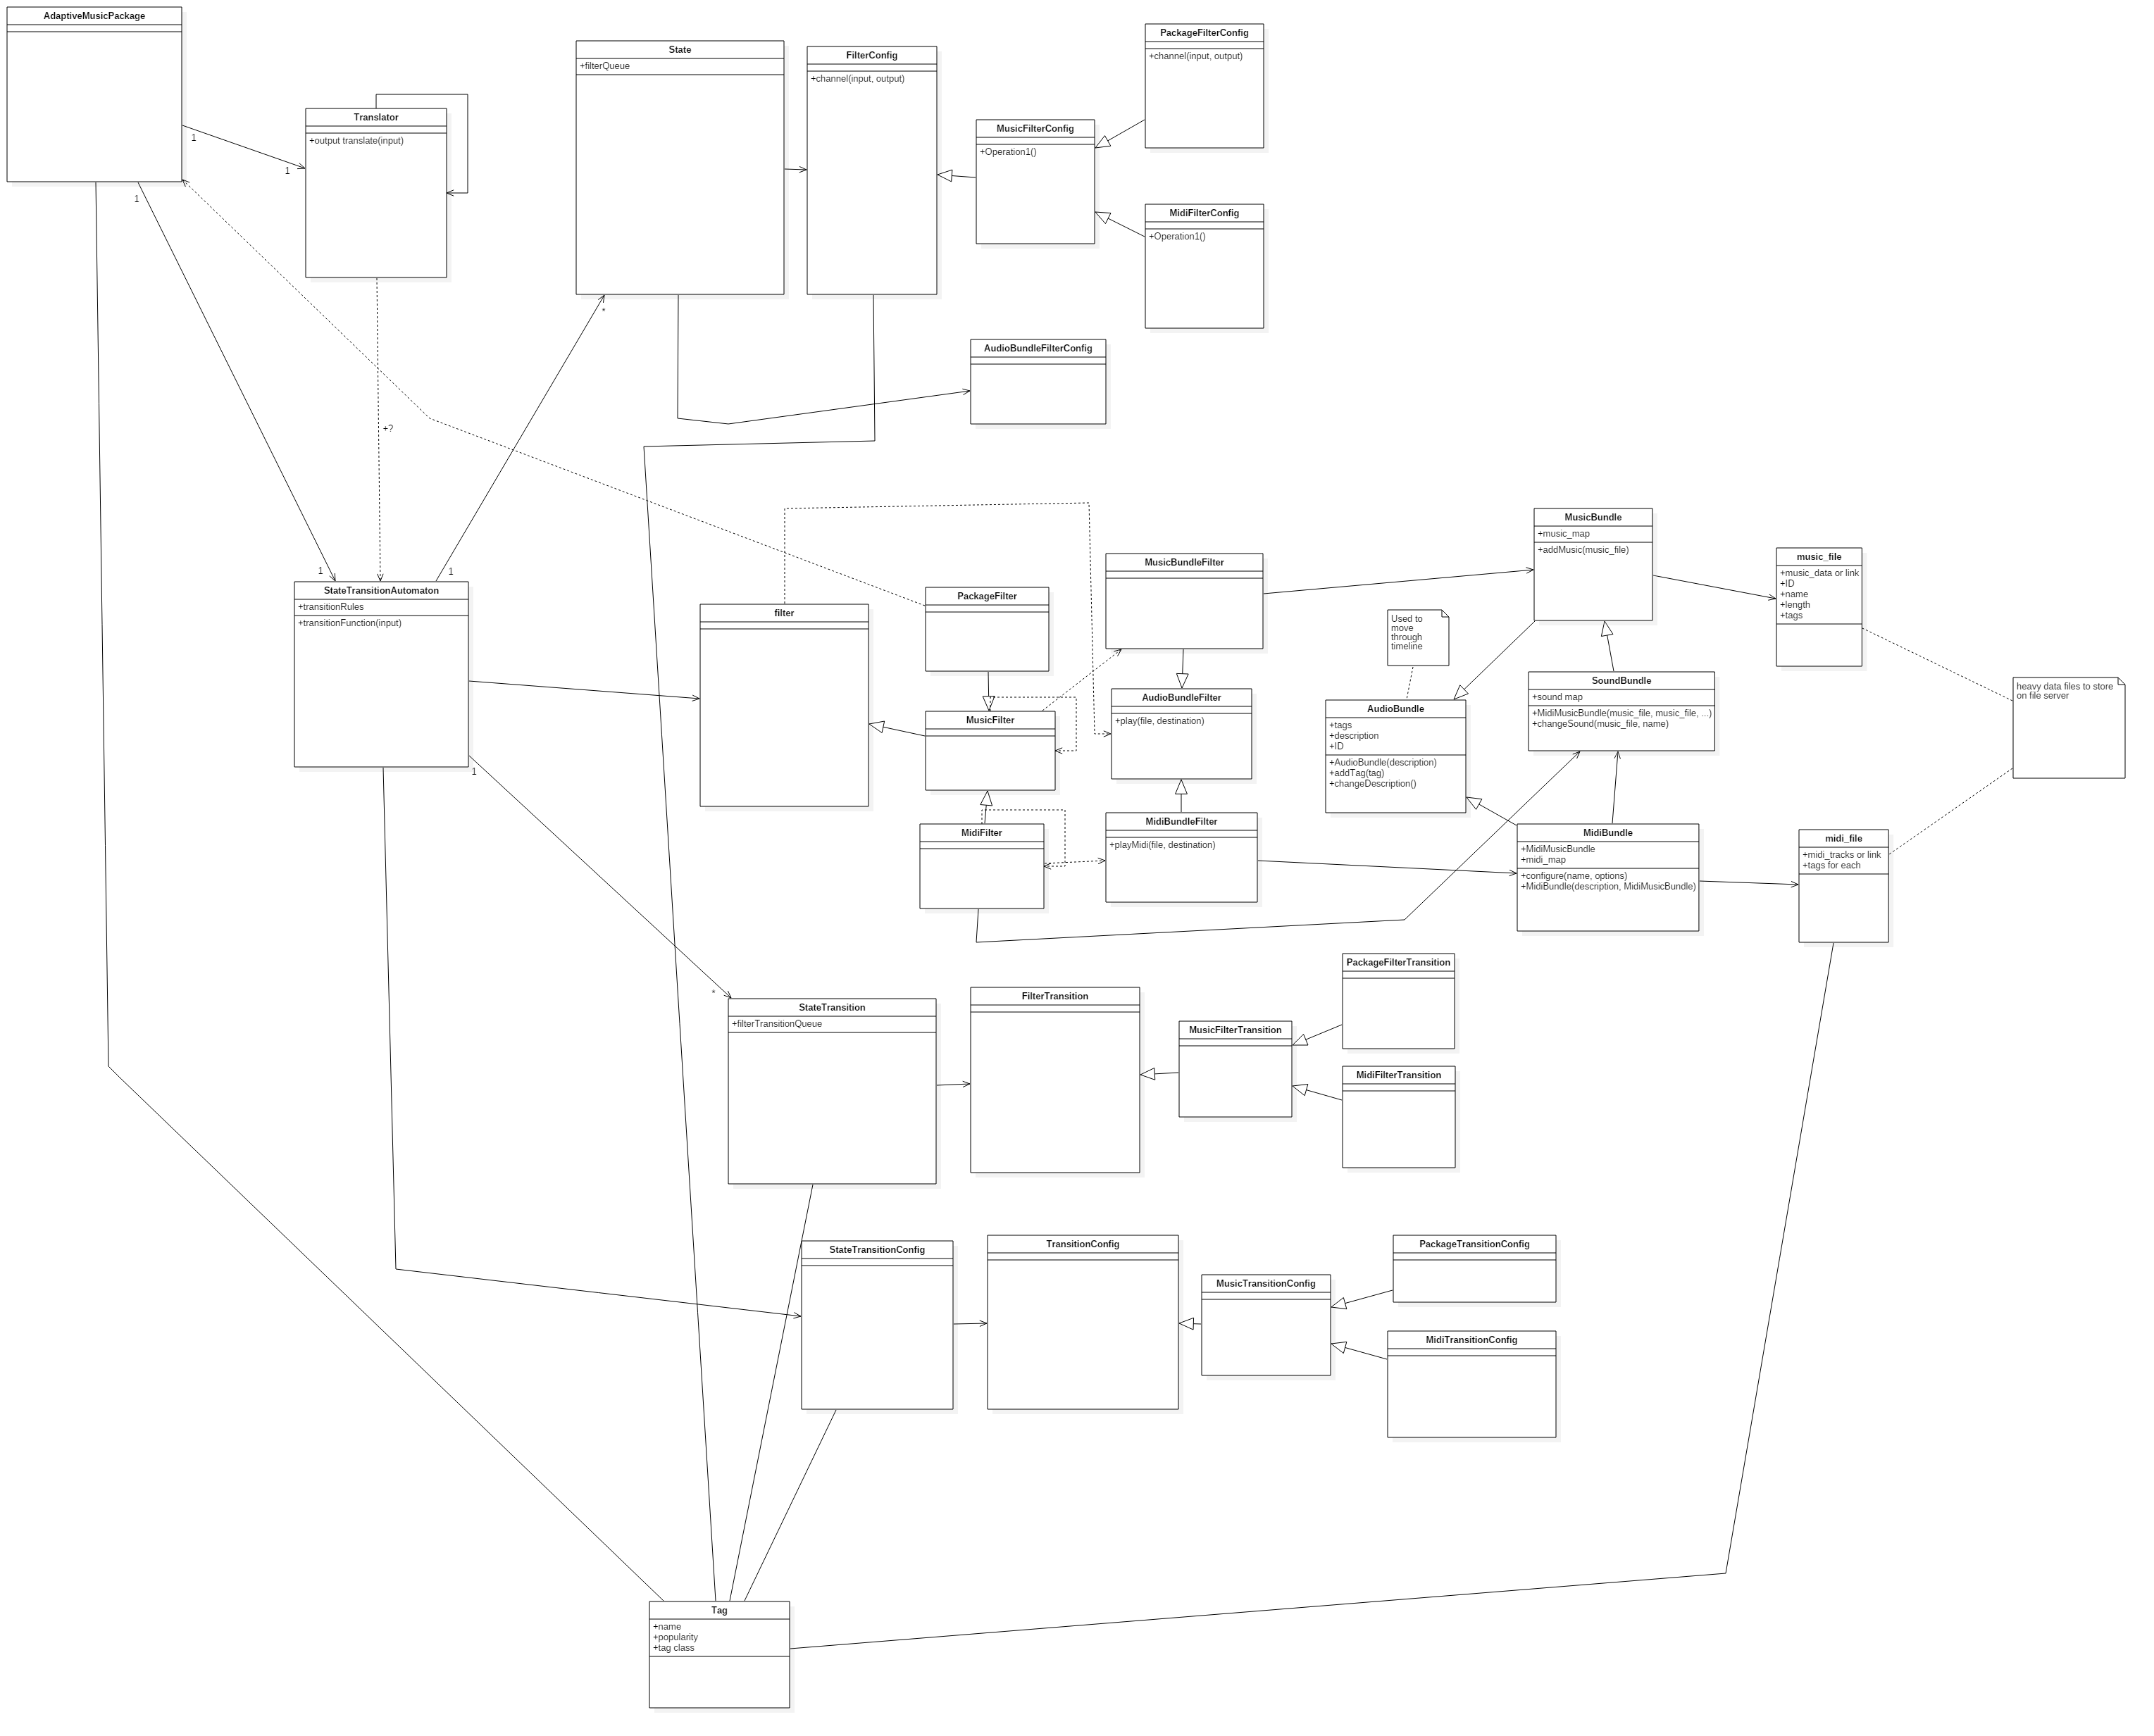 AdaptiveMusicPackage
1
1
1
Translator
+output translate(input)
State
+filterQueue
FilterConfig
+channel(input, output)
MusicFilterConfig
+Operation1()
PackageFilterConfig
+channel(input, output)
MidiFilterConfig
+Operation1()
AudioBundleFilterConfig
*
+?
1
1
StateTransitionAutomaton
+transitionRules
+transitionFunction(input)
1
filter
PackageFilter
MusicFilter
MidiFilter
MusicBundleFilter
AudioBundleFilter
+play(file, destination)
MidiBundleFilter
+playMidi(file, destination)
Used to
move
through
timeline
AudioBundle
+tags
+description
+ID
+AudioBundle(description)
+addTag(tag)
+changeDescription()
MusicBundle
+music_map
+addMusic(music_file)
SoundBundle
+sound map
+MidiMusicBundle(music_file, music_file, ...)
+changeSound(music_file, name)
MidiBundle
+MidiMusicBundle
+midi_map
+configure(name, options)
+MidiBundle(description, MidiMusicBundle)
music_file
+music_data or link
+ID
+name
+length
+tags
heavy data files to store
on file server
midi_file
+midi_tracks or link
+tags for each
*
StateTransition
+filterTransitionQueue
FilterTransition
MusicFilterTransition
PackageFilterTransition
MidiFilterTransition
StateTransitionConfig
TransitionConfig
MusicTransitionConfig
PackageTransitionConfig
MidiTransitionConfig
Tag
+name
+popularity
+tag class